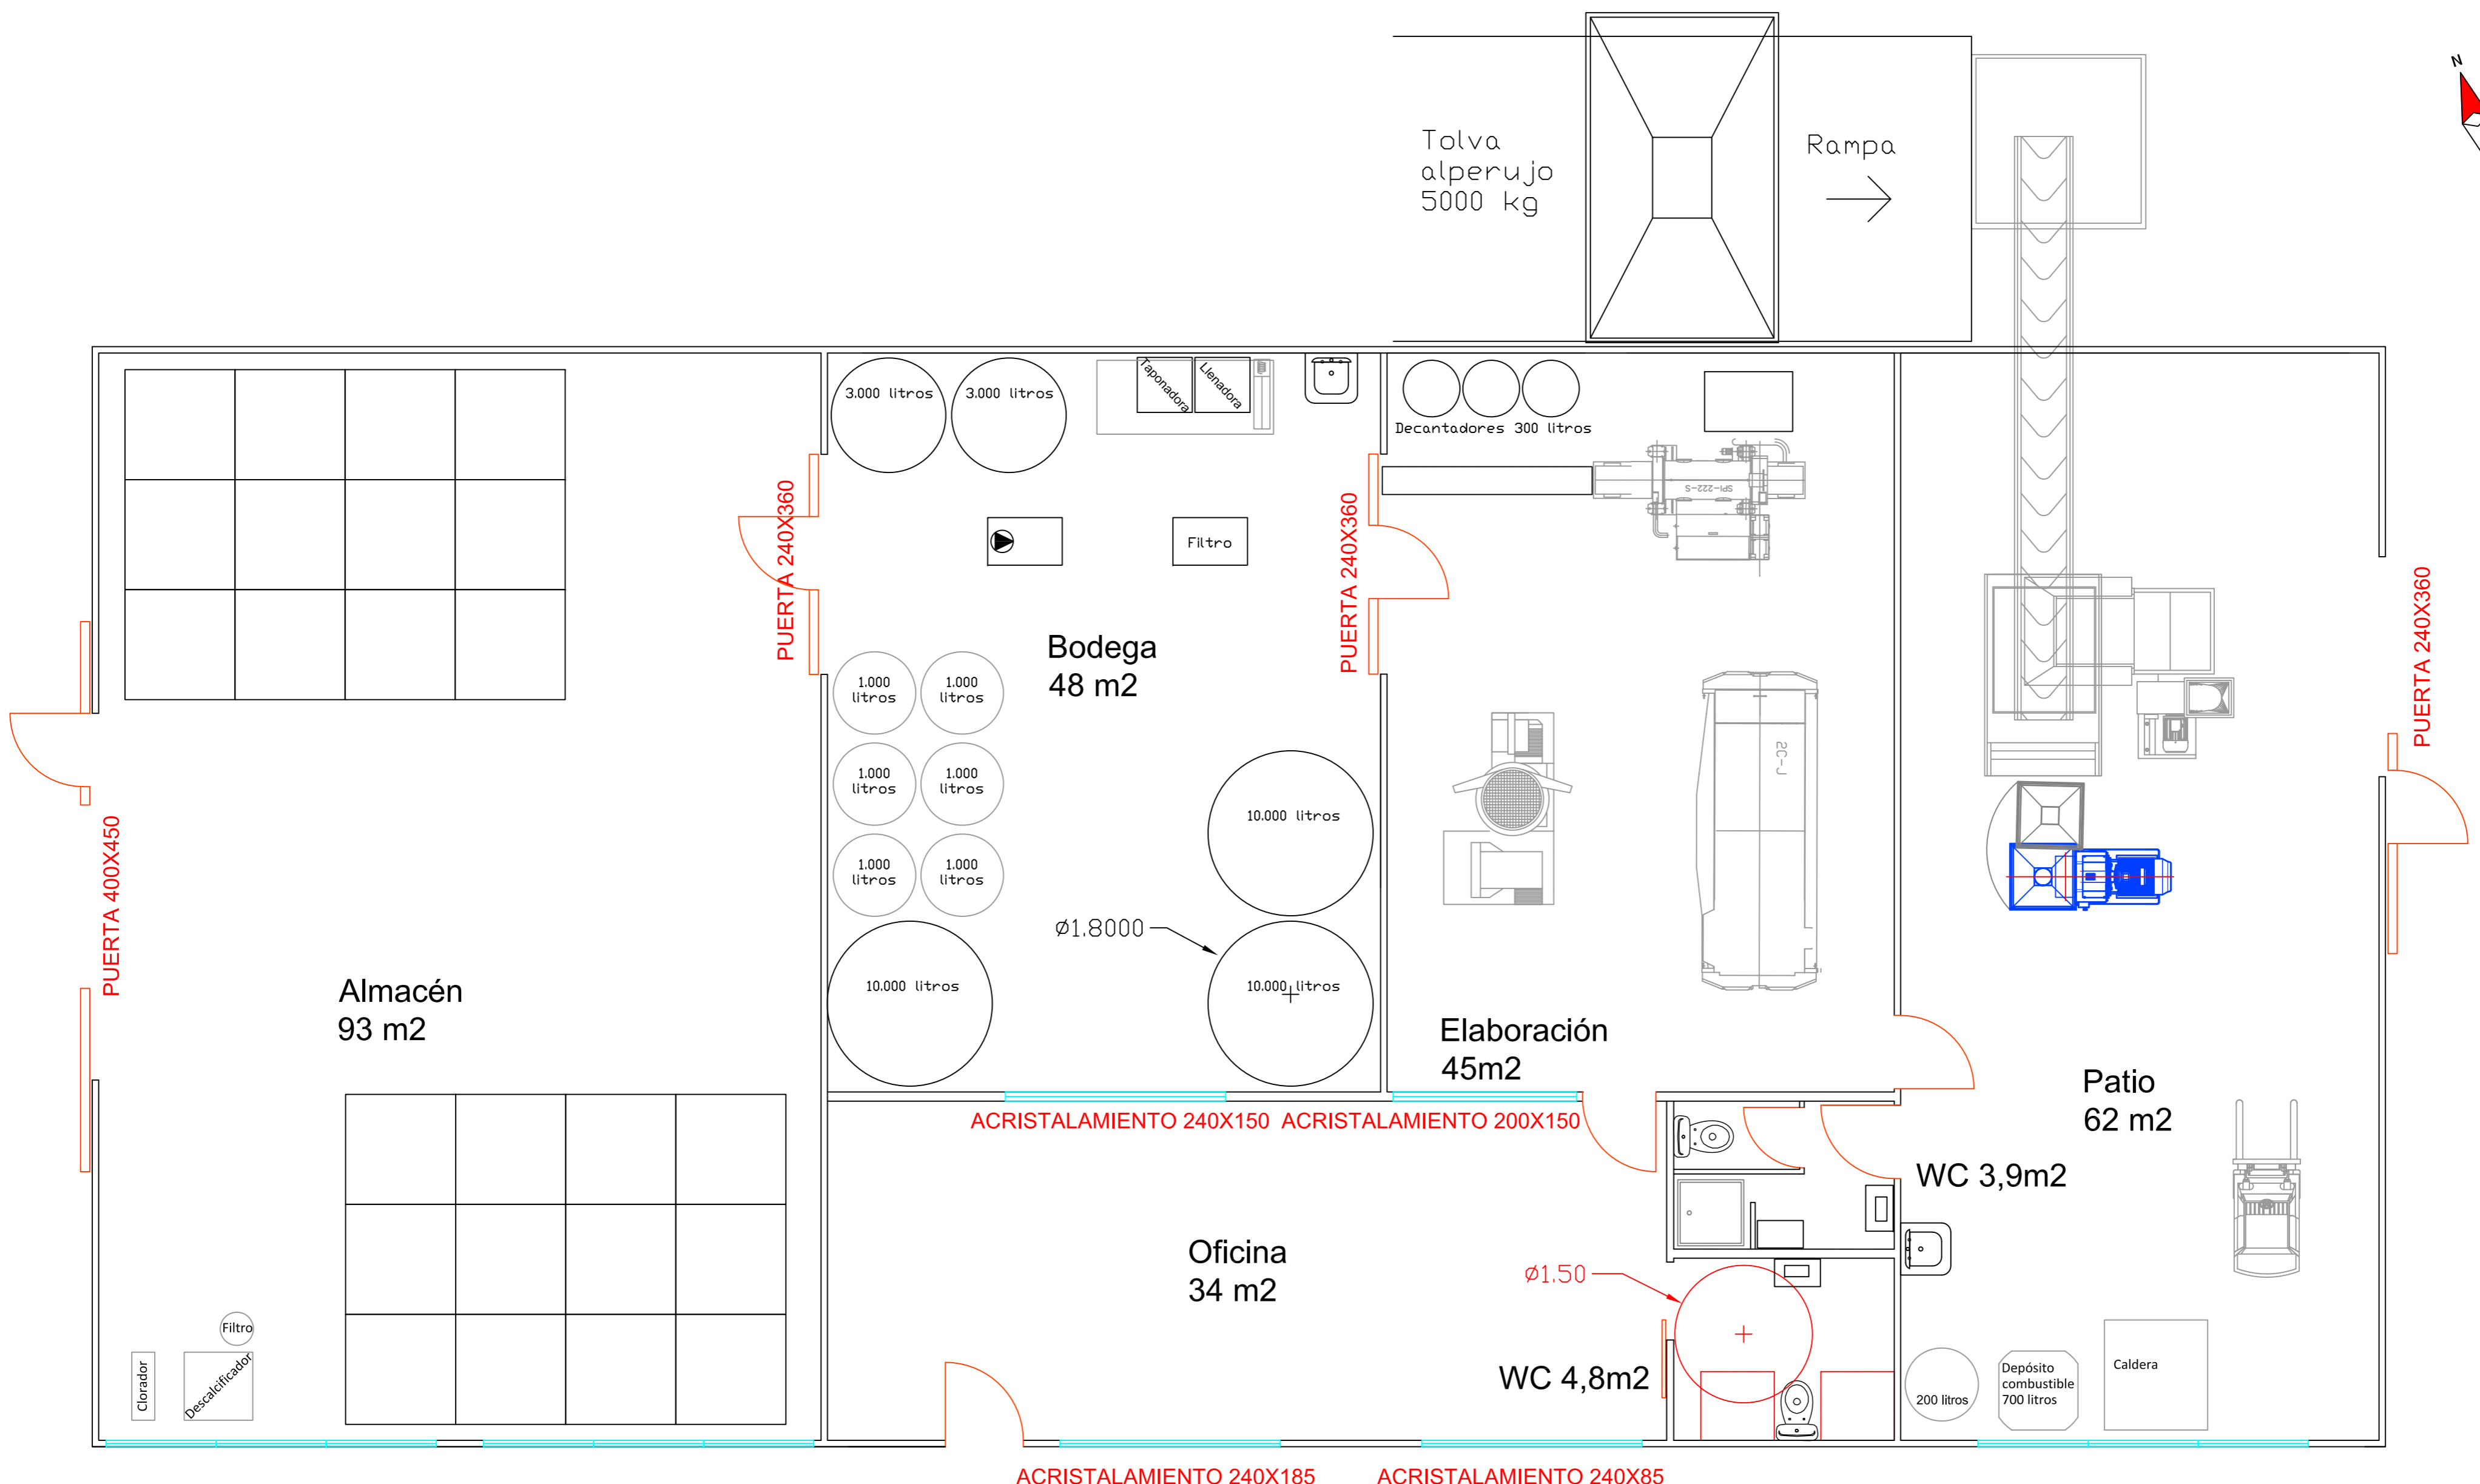 N
Tolva
alperujo
5000 kg
Rampa
3.000 litros
3.000 litros
Taponadora
Llenadora
Decantadores 300 litros
SPI-222-S
PUERTA 240X360
PUERTA 240X360
PUERTA 240X360
Filtro
Bodega
48 m2
1.000
litros
1.000
litros
1.000
litros
1.000
litros
1.000
litros
1.000
litros
10.000 litros
2C-J
PUERTA 400X450
Ø1.8000
10.000 litros
10.000 litros
Almacén
93 m2
Elaboración
45m2
Patio
62 m2
ACRISTALAMIENTO 240X150
ACRISTALAMIENTO 200X150
WC 3,9m2
Oficina
34 m2
Ø1.50
Filtro
Clorador
Descalcificador
WC 4,8m2
200 litros
Depósito
combustible
700 litros
Caldera
ACRISTALAMIENTO 240X185
ACRISTALAMIENTO 240X85